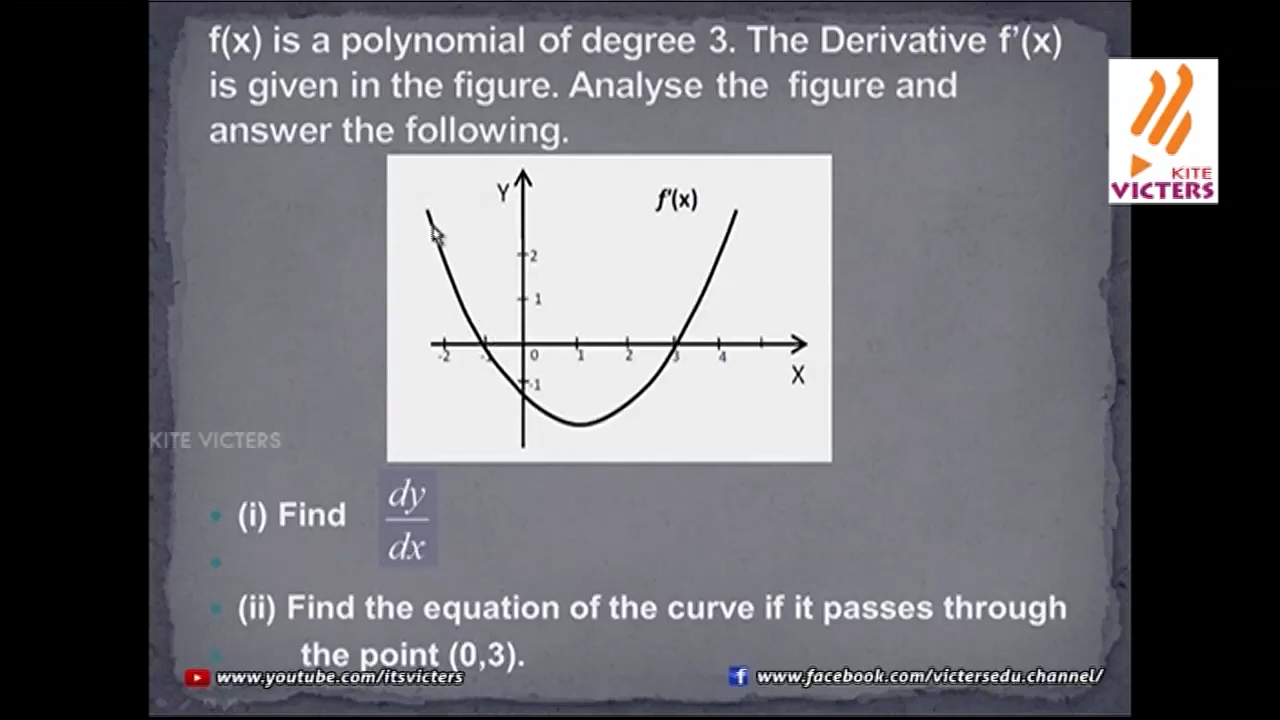 f(x) is a polynomial of degree 3. The Derivative f’(x)
is given in the figure. Analyse the figure and
answer the following.
KITE
VICTERS
Y
f’(x)
2
1
-2 -1 0 1 2 3 4
-1
X
KITE VICTERS
(i) Find dy/dx
(ii) Find the equation of the curve if it passes through
the point (0,3).
www.youtube.com/itsvicters
www.facebook.com/victersedu.channel/